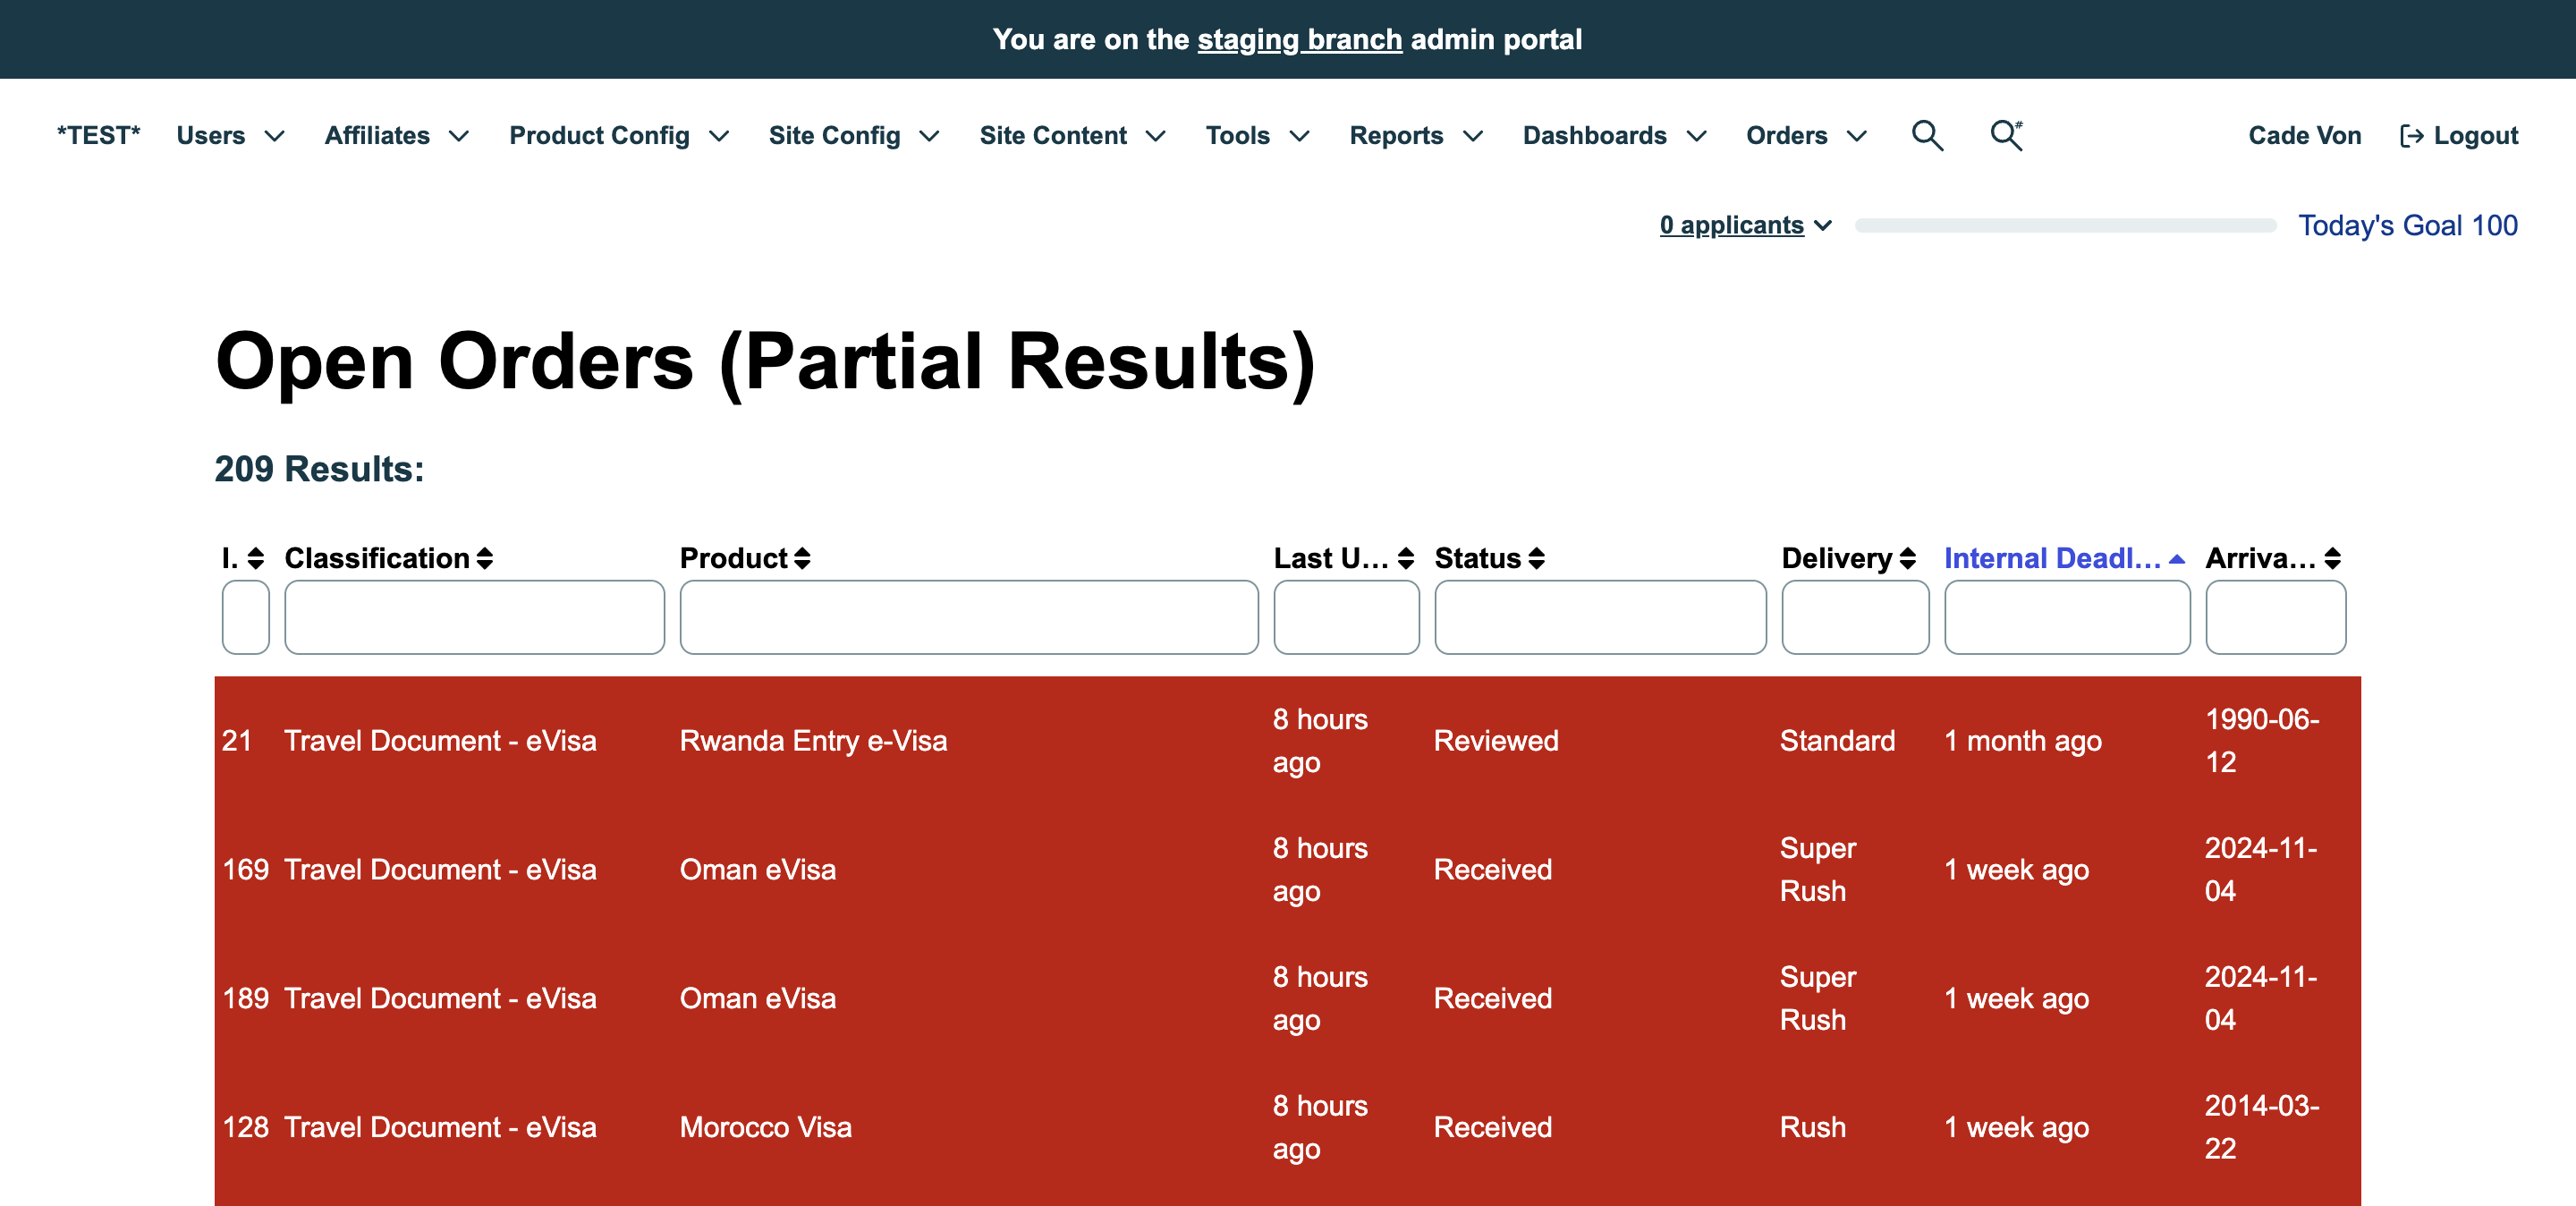 You are on the staging branch admin portal
*TEST* Users Affiliates Product Config Site Config Site Content Tools Reports Dashboards Orders # Cade Von Logout
0 applicants Today's Goal 100
Open Orders (Partial Results)
209 Results:
I. Classification Product Last U... Status Delivery Internal Deadl... Arriva...
21 Travel Document - eVisa Rwanda Entry e-Visa 8 hours ago Reviewed Standard 1 month ago 1990-06-12
169 Travel Document - eVisa Oman eVisa 8 hours ago Received Super Rush 1 week ago 2024-11-04
189 Travel Document - eVisa Oman eVisa 8 hours ago Received Super Rush 1 week ago 2024-11-04
128 Travel Document - eVisa Morocco Visa 8 hours ago Received Rush 1 week ago 2014-03-22